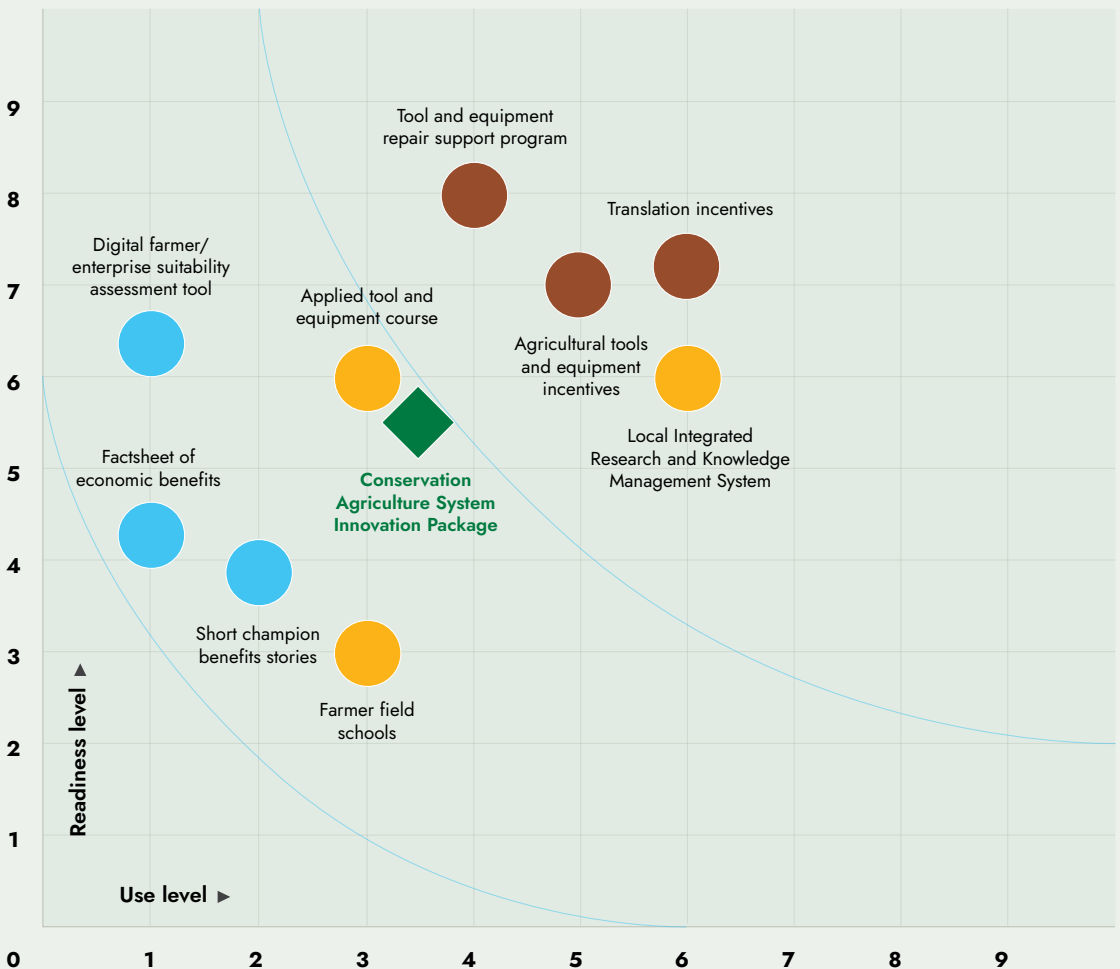 9
Tool and equipment
repair support program
8
Translation incentives
Digital farmer/
enterprise suitability
assessment tool
7
Applied tool and
equipment course
Agricultural tools
and equipment
incentives
6
Local Integrated
Research and Knowledge
Management System
Factsheet of
economic benefits
5
Conservation
Agriculture System
Innovation Package
4
Short champion
benefits stories
3
Farmer field
schools
Readiness level ▶
2
1
Use level ▶
0 1 2 3 4 5 6 7 8 9